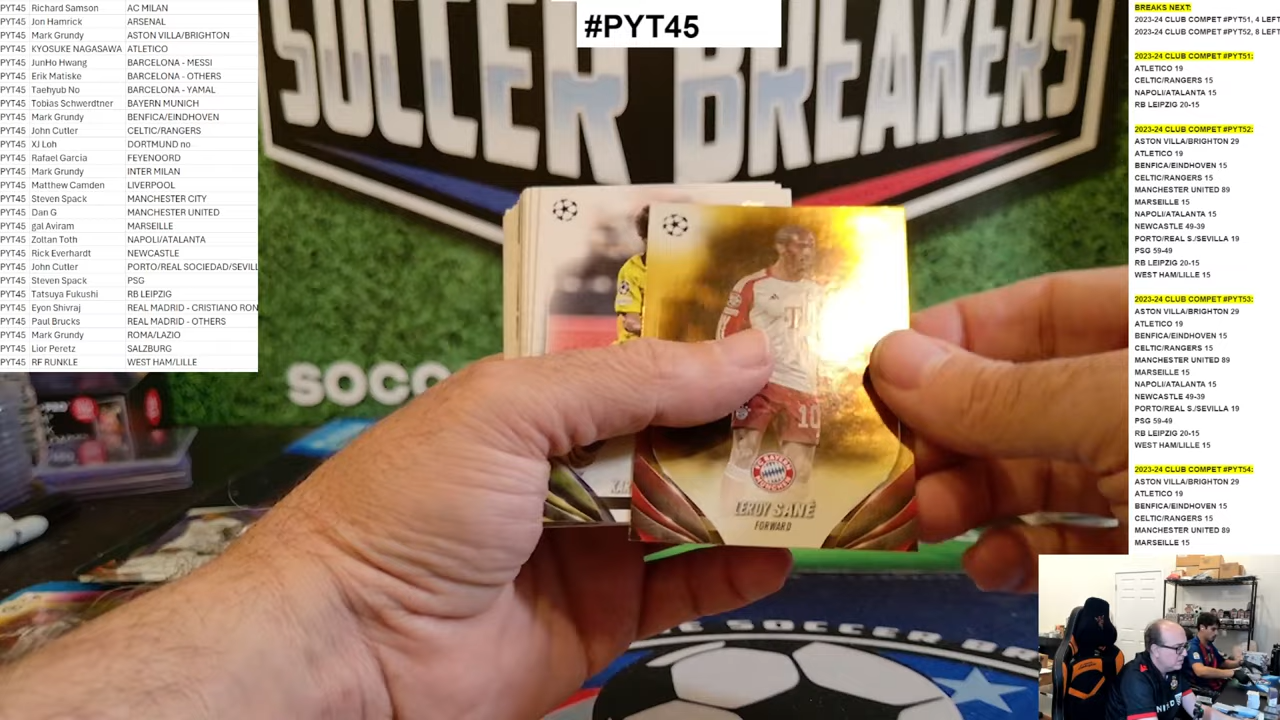 #PYT45
PYT45 Richard Samson AC MILAN
PYT45 Jon Hamrick ARSENAL
PYT45 Mark Grundy ASTON VILLA/BRIGHTON
PYT45 KYOSUKE NAGASAWA ATLETICO
PYT45 JunHo Hwang BARCELONA - MESSI
PYT45 Erik Matiske BARCELONA - OTHERS
PYT45 Taehyub No BARCELONA - YAMAL
PYT45 Tobias Schwerdtner BAYERN MUNICH
PYT45 Mark Grundy BENFICA/EINDHOVEN
PYT45 John Cutler CELTIC/RANGERS
PYT45 XJ Loh DORTMUND no
PYT45 Rafael Garcia FEYENOORD
PYT45 Mark Grundy INTER MILAN
PYT45 Matthew Camden LIVERPOOL
PYT45 Steven Spack MANCHESTER CITY
PYT45 Dan G MANCHESTER UNITED
PYT45 gal Aviram MARSEILLE
PYT45 Zoltan Toth NAPOLI/ATALANTA
PYT45 Rick Everhardt NEWCASTLE
PYT45 John Cutler PORTO/REAL SOCIEDAD/SEVILL
PYT45 Steven Spack PSG
PYT45 Tatsuya Fukushi RB LEIPZIG
PYT45 Eyon Shivraj REAL MADRID - CRISTIANO RON
PYT45 Paul Brucks REAL MADRID - OTHERS
PYT45 Mark Grundy ROMA/LAZIO
PYT45 Lior Peretz SALZBURG
PYT45 RF RUNKLE WEST HAM/LILLE
SOCCER BREAKERS
SOCC
10
FC BAYERN MÜNCHEN
LEROY SANÉ
FORWARD
BREAKS NEXT:
2023-24 CLUB COMPET #PYT51, 4 LEFT
2023-24 CLUB COMPET #PYT52, 8 LEFT
2023-24 CLUB COMPET #PYT51:
ATLETICO 19
CELTIC/RANGERS 15
NAPOLI/ATALANTA 15
RB LEIPZIG 20-15
2023-24 CLUB COMPET #PYT52:
ASTON VILLA/BRIGHTON 29
ATLETICO 19
BENFICA/EINDHOVEN 15
CELTIC/RANGERS 15
MANCHESTER UNITED 89
MARSEILLE 15
NAPOLI/ATALANTA 15
NEWCASTLE 49-39
PORTO/REAL S./SEVILLA 19
PSG 59-49
RB LEIPZIG 20-15
WEST HAM/LILLE 15
2023-24 CLUB COMPET #PYT53:
ASTON VILLA/BRIGHTON 29
ATLETICO 19
BENFICA/EINDHOVEN 15
CELTIC/RANGERS 15
MANCHESTER UNITED 89
MARSEILLE 15
NAPOLI/ATALANTA 15
NEWCASTLE 49-39
PORTO/REAL S./SEVILLA 19
PSG 59-49
RB LEIPZIG 20-15
WEST HAM/LILLE 15
2023-24 CLUB COMPET #PYT54:
ASTON VILLA/BRIGHTON 29
ATLETICO 19
BENFICA/EINDHOVEN 15
CELTIC/RANGERS 15
MANCHESTER UNITED 89
MARSEILLE 15